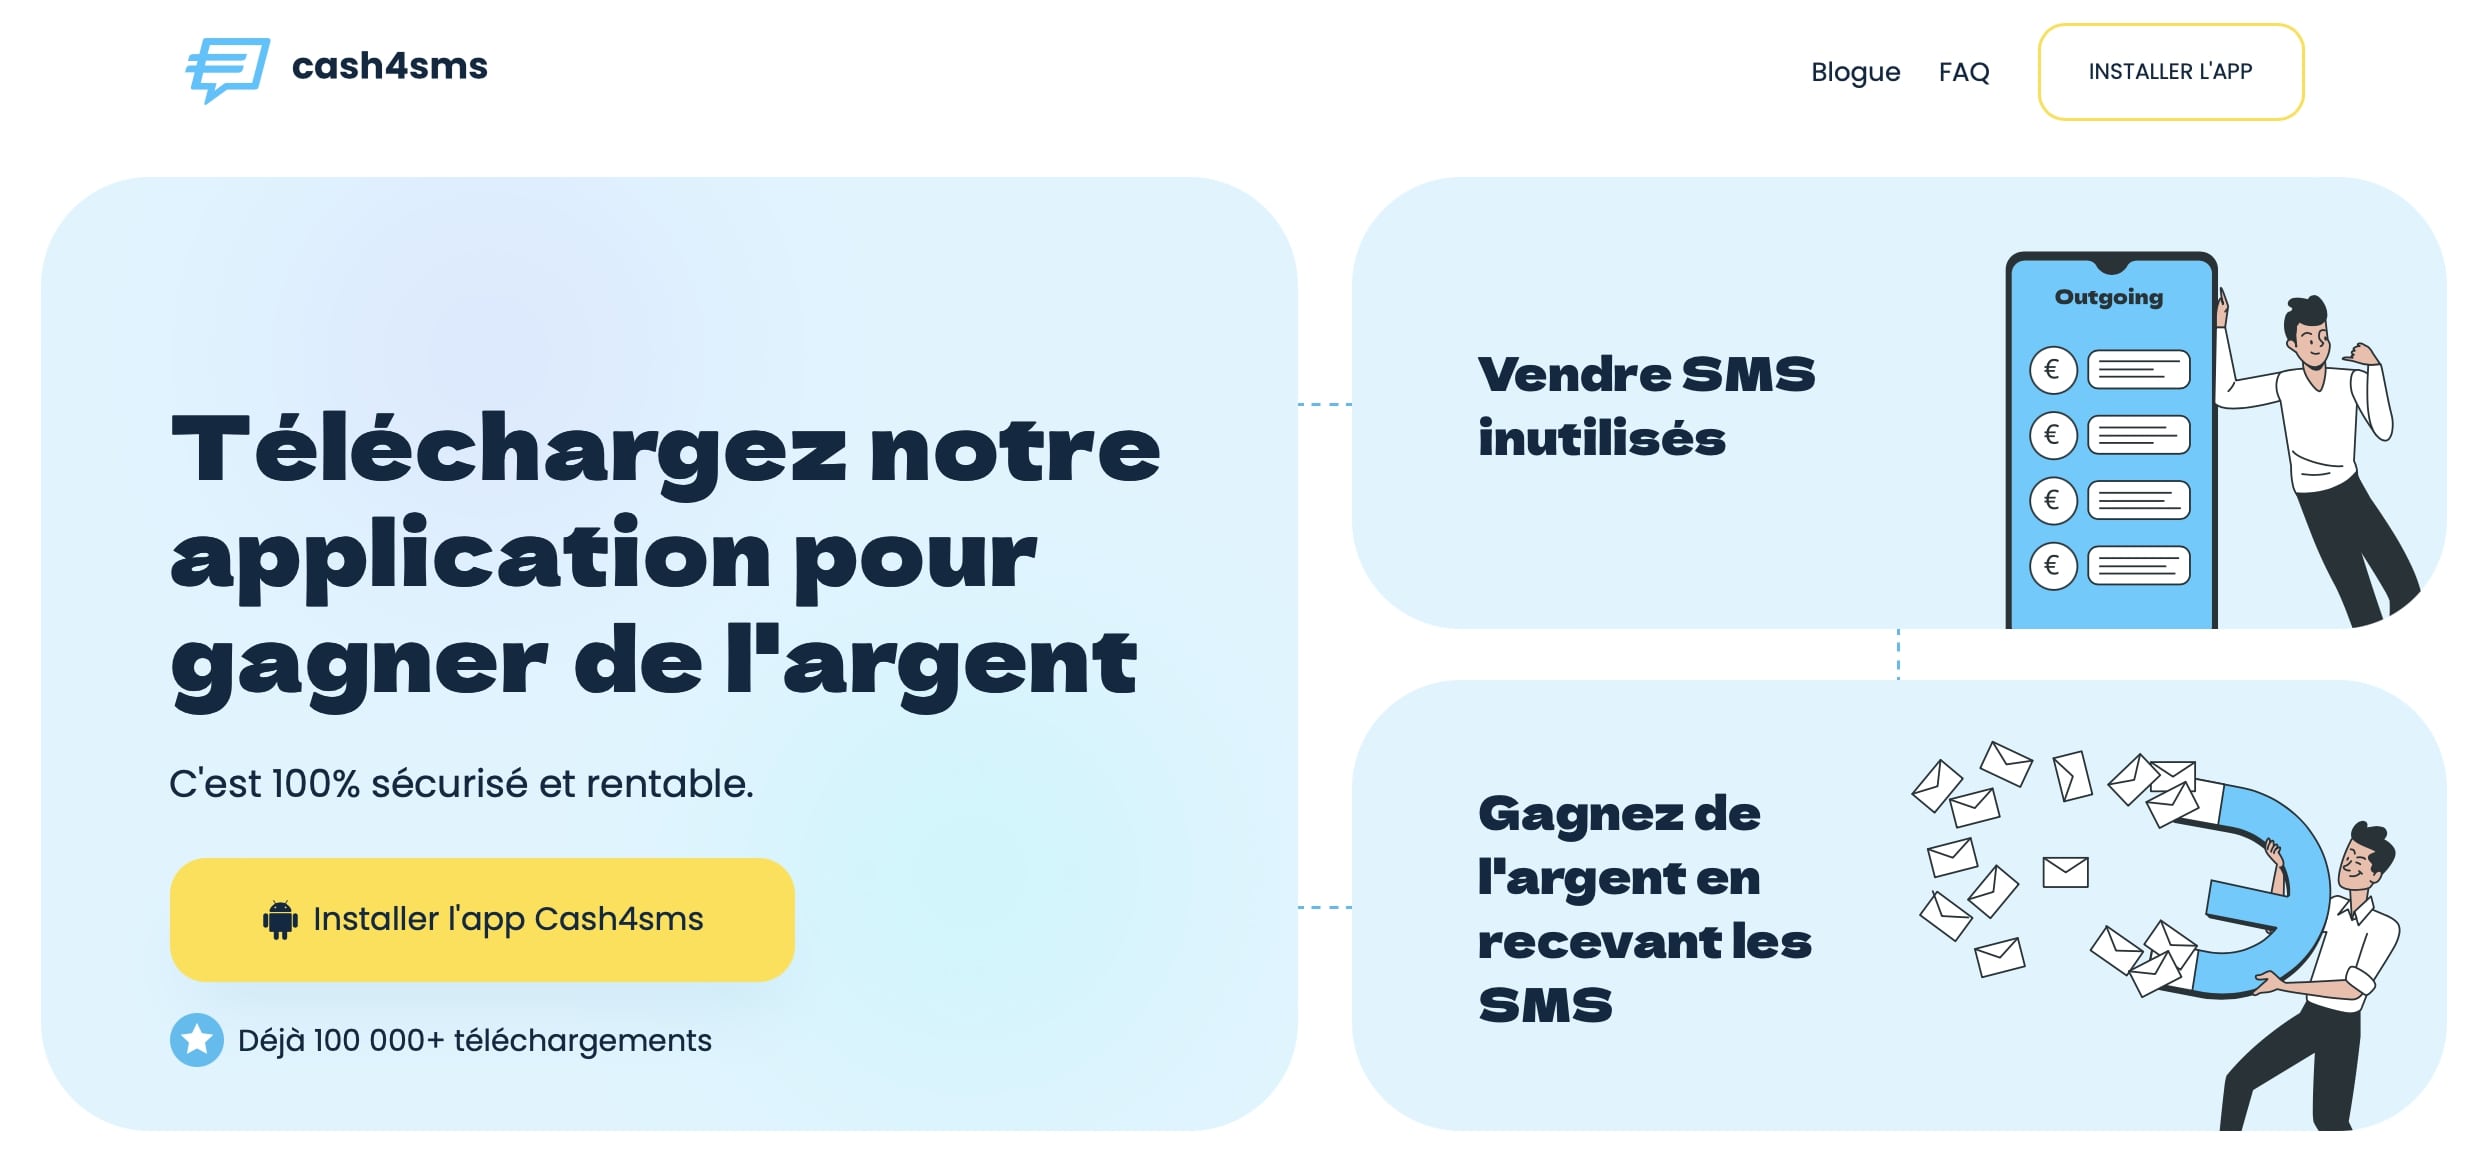 cash4sms
Blogue
FAQ
INSTALLER L'APP
Téléchargez notre
application pour
gagner de l'argent
C'est 100% sécurisé et rentable.
Installer l'app Cash4sms
Déjà 100 000+ téléchargements
Vendre SMS
inutilisés
Outgoing
€
€
€
€
Gagnez de
l'argent en
recevant les
SMS